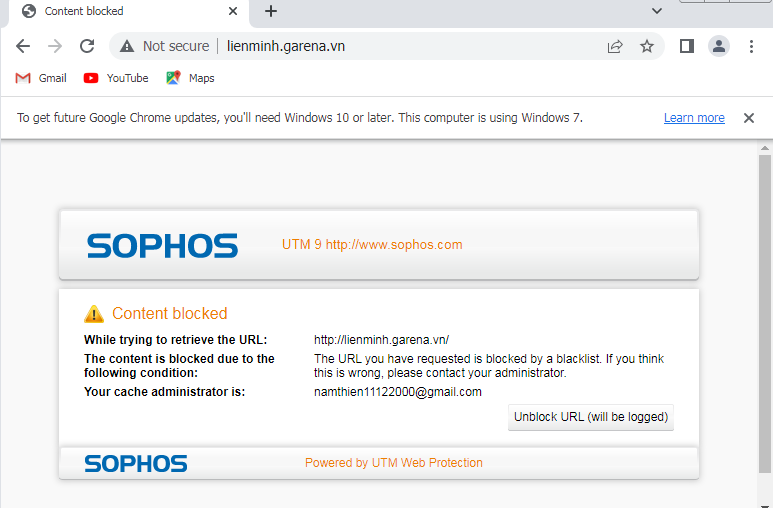 Content blocked
Not secure
lienminh.garena.vn
Gmail
YouTube
Maps
To get future Google Chrome updates, you'll need Windows 10 or later. This computer is using Windows 7.
Learn more
SOPHOS
UTM 9 http://www.sophos.com
Content blocked
While trying to retrieve the URL: http://lienminh.garena.vn/
The content is blocked due to the following condition:
The URL you have requested is blocked by a blacklist. If you think
this is wrong, please contact your administrator.
Your cache administrator is: namthien11122000@gmail.com
Unblock URL (will be logged)
SOPHOS
Powered by UTM Web Protection